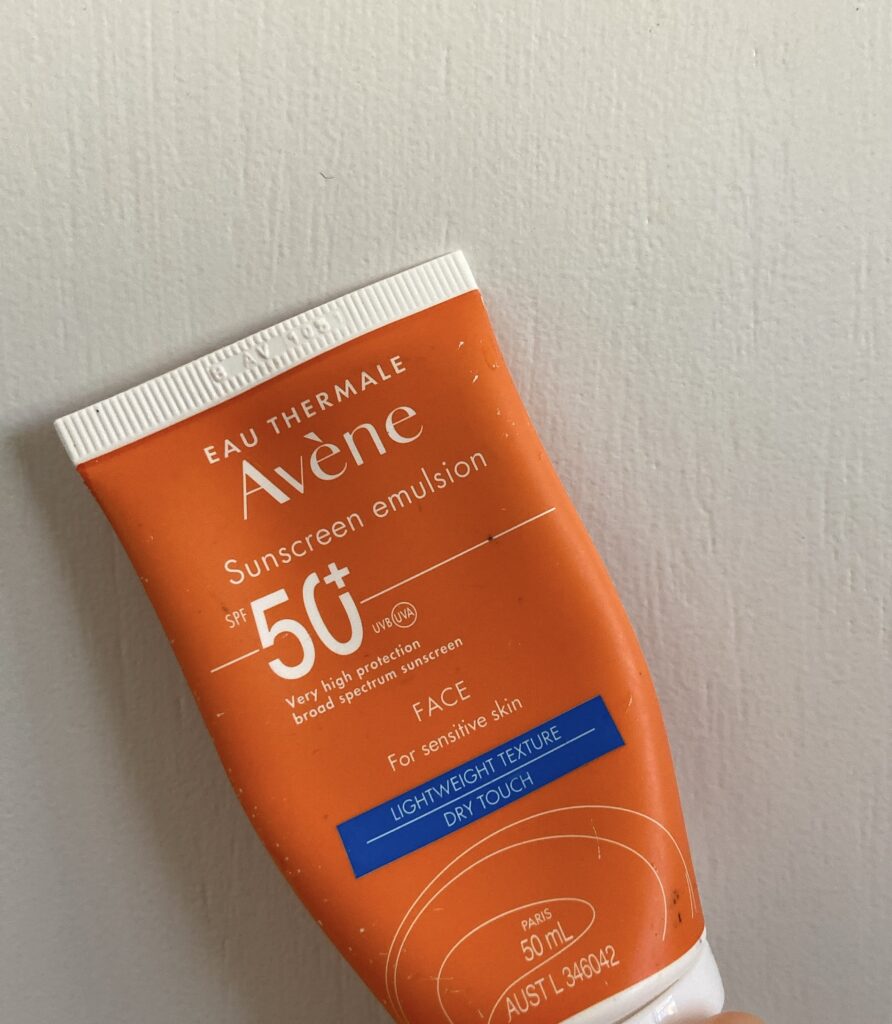 EAU THERMALE
Avène
Sunscreen emulsion
SPF 50+
UVB UVA
Very high protection
broad spectrum sunscreen
FACE
For sensitive skin
LIGHTWEIGHT TEXTURE
DRY TOUCH
PARIS
50 mL
AUST L 346042